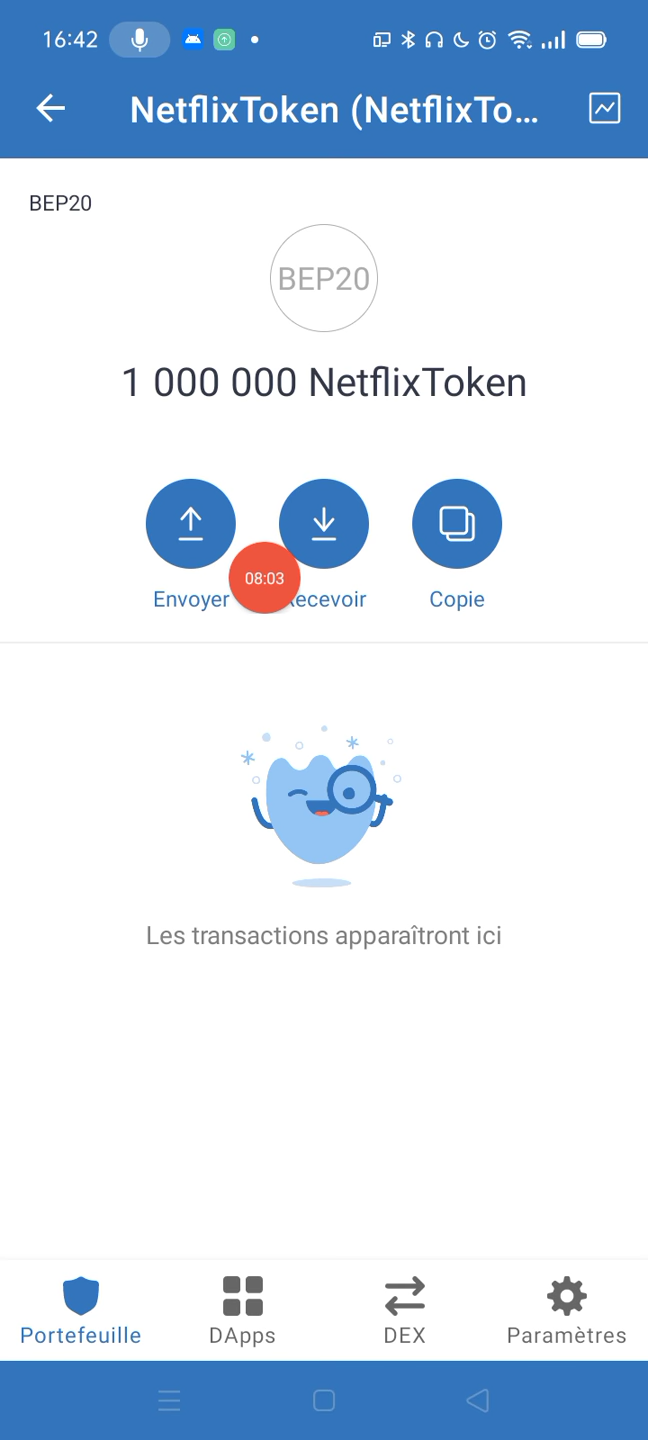 16:42
NetflixToken (NetflixTo...
BEP20
BEP20
1 000 000 NetflixToken
08:03
Envoyer
ecevoir
Copie
Les transactions apparaîtront ici
Portefeuille
DApps
DEX
Paramètres